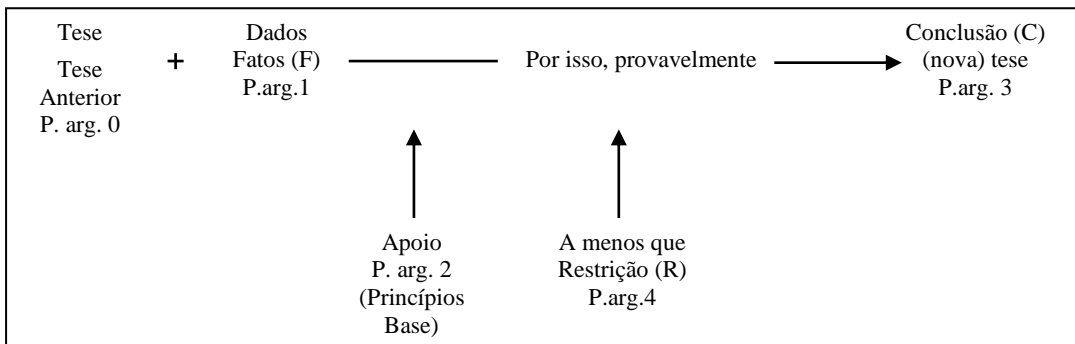 Tese
Tese
Anterior
P. arg. 0
+
Dados
Fatos (F)
P.arg.1
Por isso, provavelmente
Conclusão (C)
(nova) tese
P.arg. 3
Apoio
P. arg. 2
(Princípios
Base)
A menos que
Restrição (R)
P.arg.4